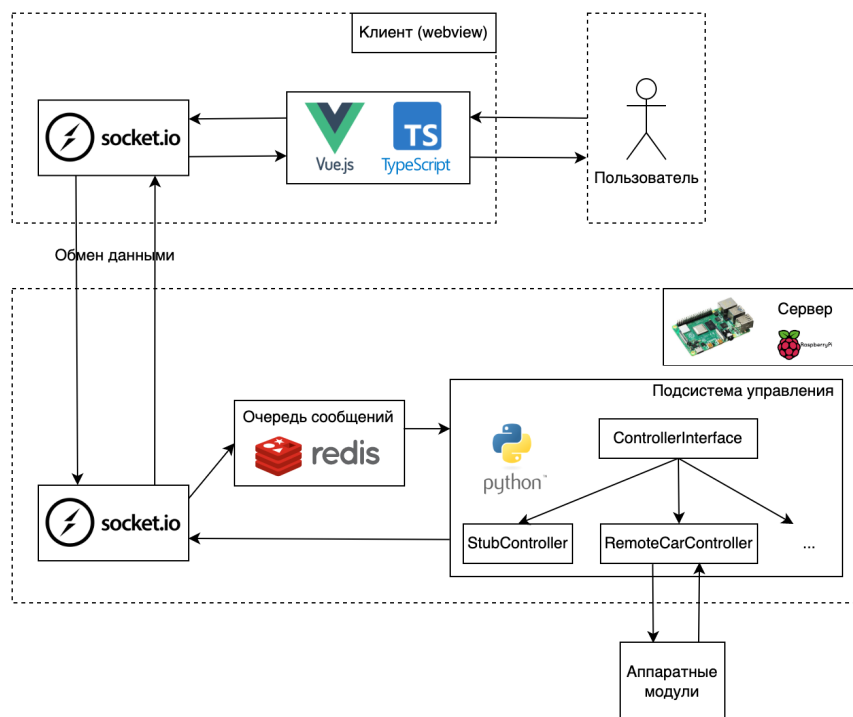 Клиент (webview)
socket.io
Vue.js
TS
TypeScript
Пользователь
Обмен данными
Сервер
RaspberryPi
Подсистема управления
Очередь сообщений
redis
python™
ControllerInterface
socket.io
StubController
RemoteCarController
...
Аппаратные
модули